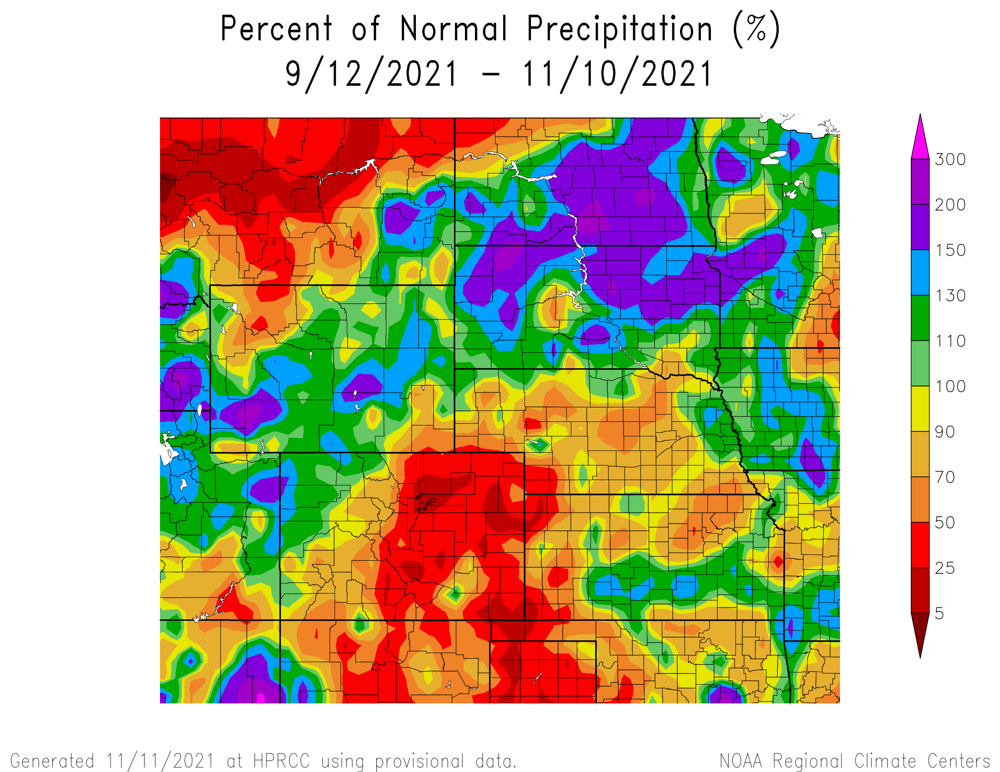 Percent of Normal Precipitation (%)
9/12/2021 – 11/10/2021
300
200
150
130
110
100
90
70
50
25
5
Generated 11/11/2021 at HPRCC using provisional data.
NOAA Regional Climate Centers